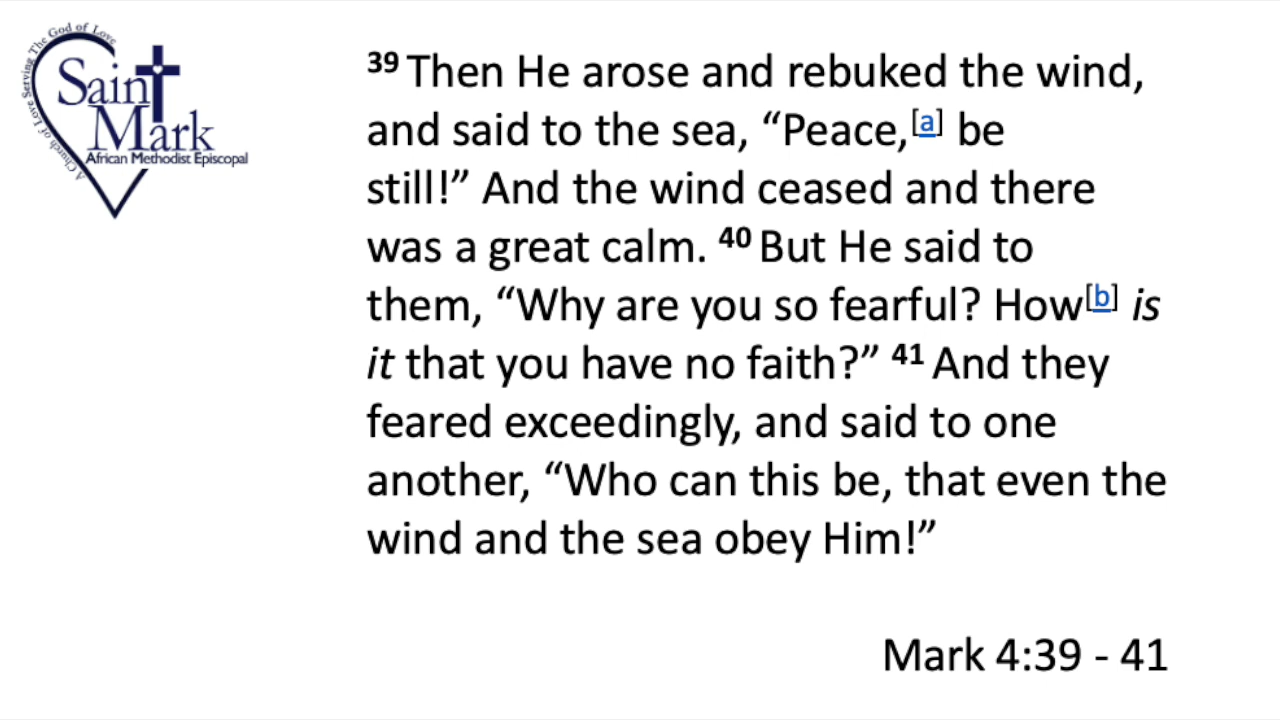 A Church of Love Serving The God of Love
Saint
Mark
African Methodist Episcopal
39 Then He arose and rebuked the wind,
and said to the sea, “Peace,[a] be
still!” And the wind ceased and there
was a great calm. 40 But He said to
them, “Why are you so fearful? How[b] is
it that you have no faith?” 41 And they
feared exceedingly, and said to one
another, “Who can this be, that even the
wind and the sea obey Him!”
Mark 4:39 - 41